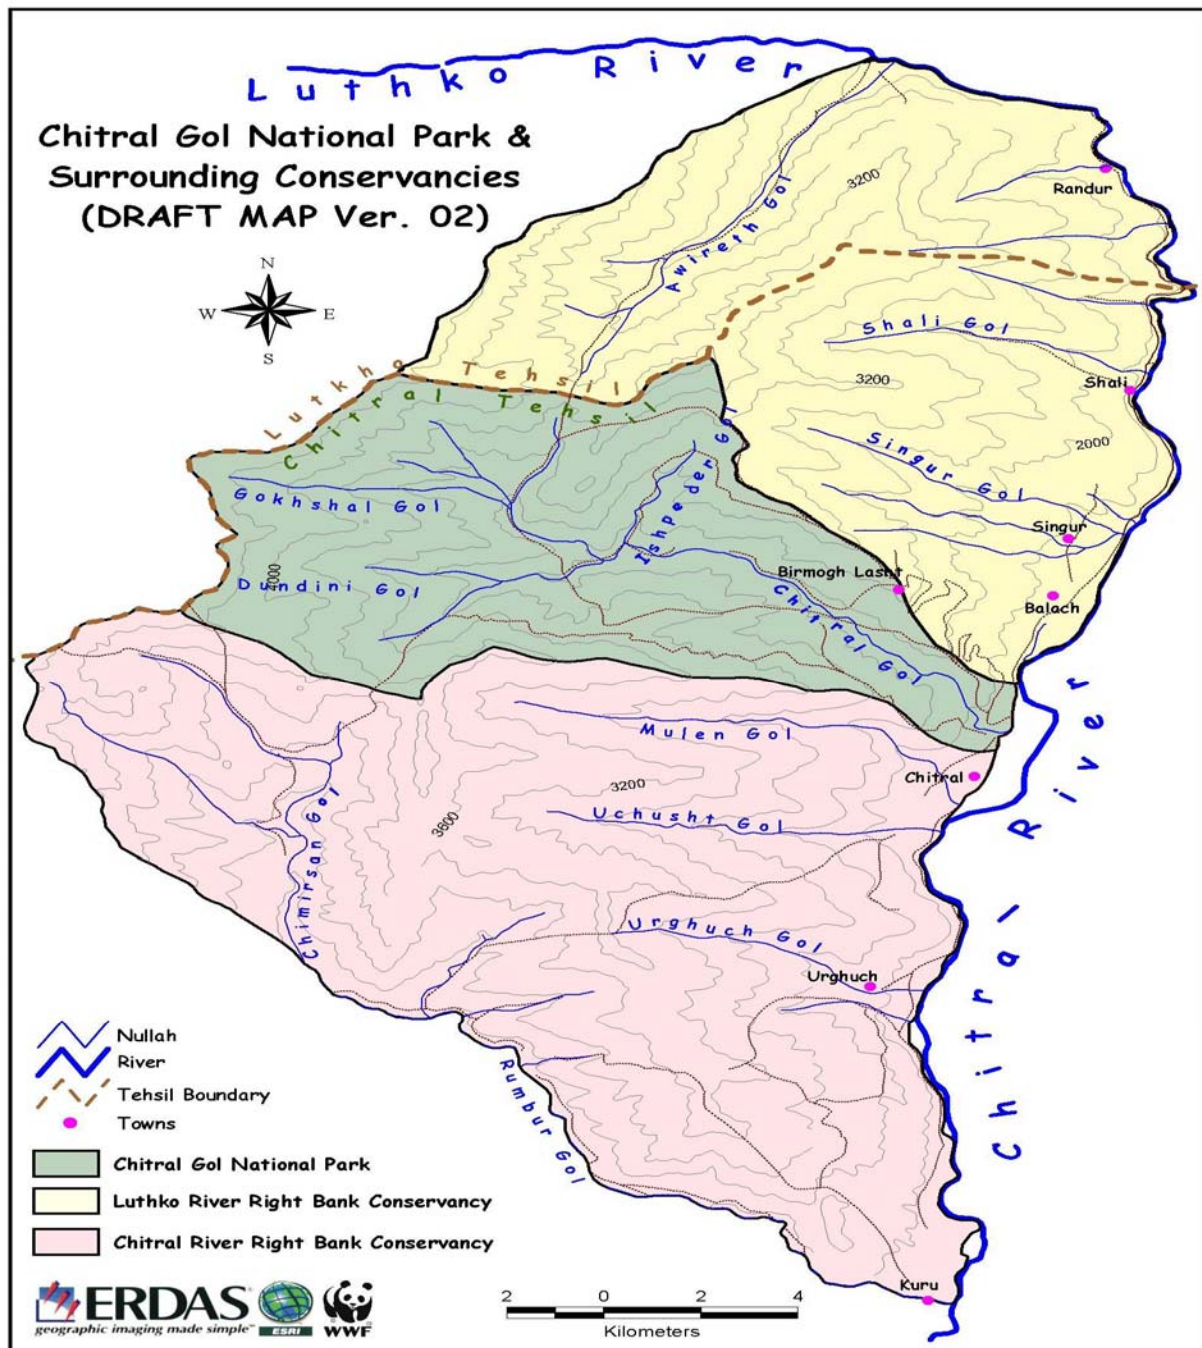 Luthko River
Chitral Gol National Park &
Surrounding Conservancies
(DRAFT MAP Ver. 02)
N
W E
S
Randur
3200
Awireth Gol
Shali Gol
Lutkho Tehsil
Chitral Tehsil
3200
Shali
2000
Singur Gol
Ishpeder Gol
Gokhshal Gol
Singur
Birmogh Lasht
4000
Dundini Gol
Balach
Chitral Gol
Mulen Gol
Chitral
3200
Uchusht Gol
3600
Chimirsan Gol
Chitral River
Urghuch Gol
Urghuch
Rumbur Gol
Kuru
Nullah
River
Tehsil Boundary
Towns
Chitral Gol National Park
Luthko River Right Bank Conservancy
Chitral River Right Bank Conservancy
ERDAS
geographic imaging made simple™
ESRI
WWF
2 0 2 4
Kilometers